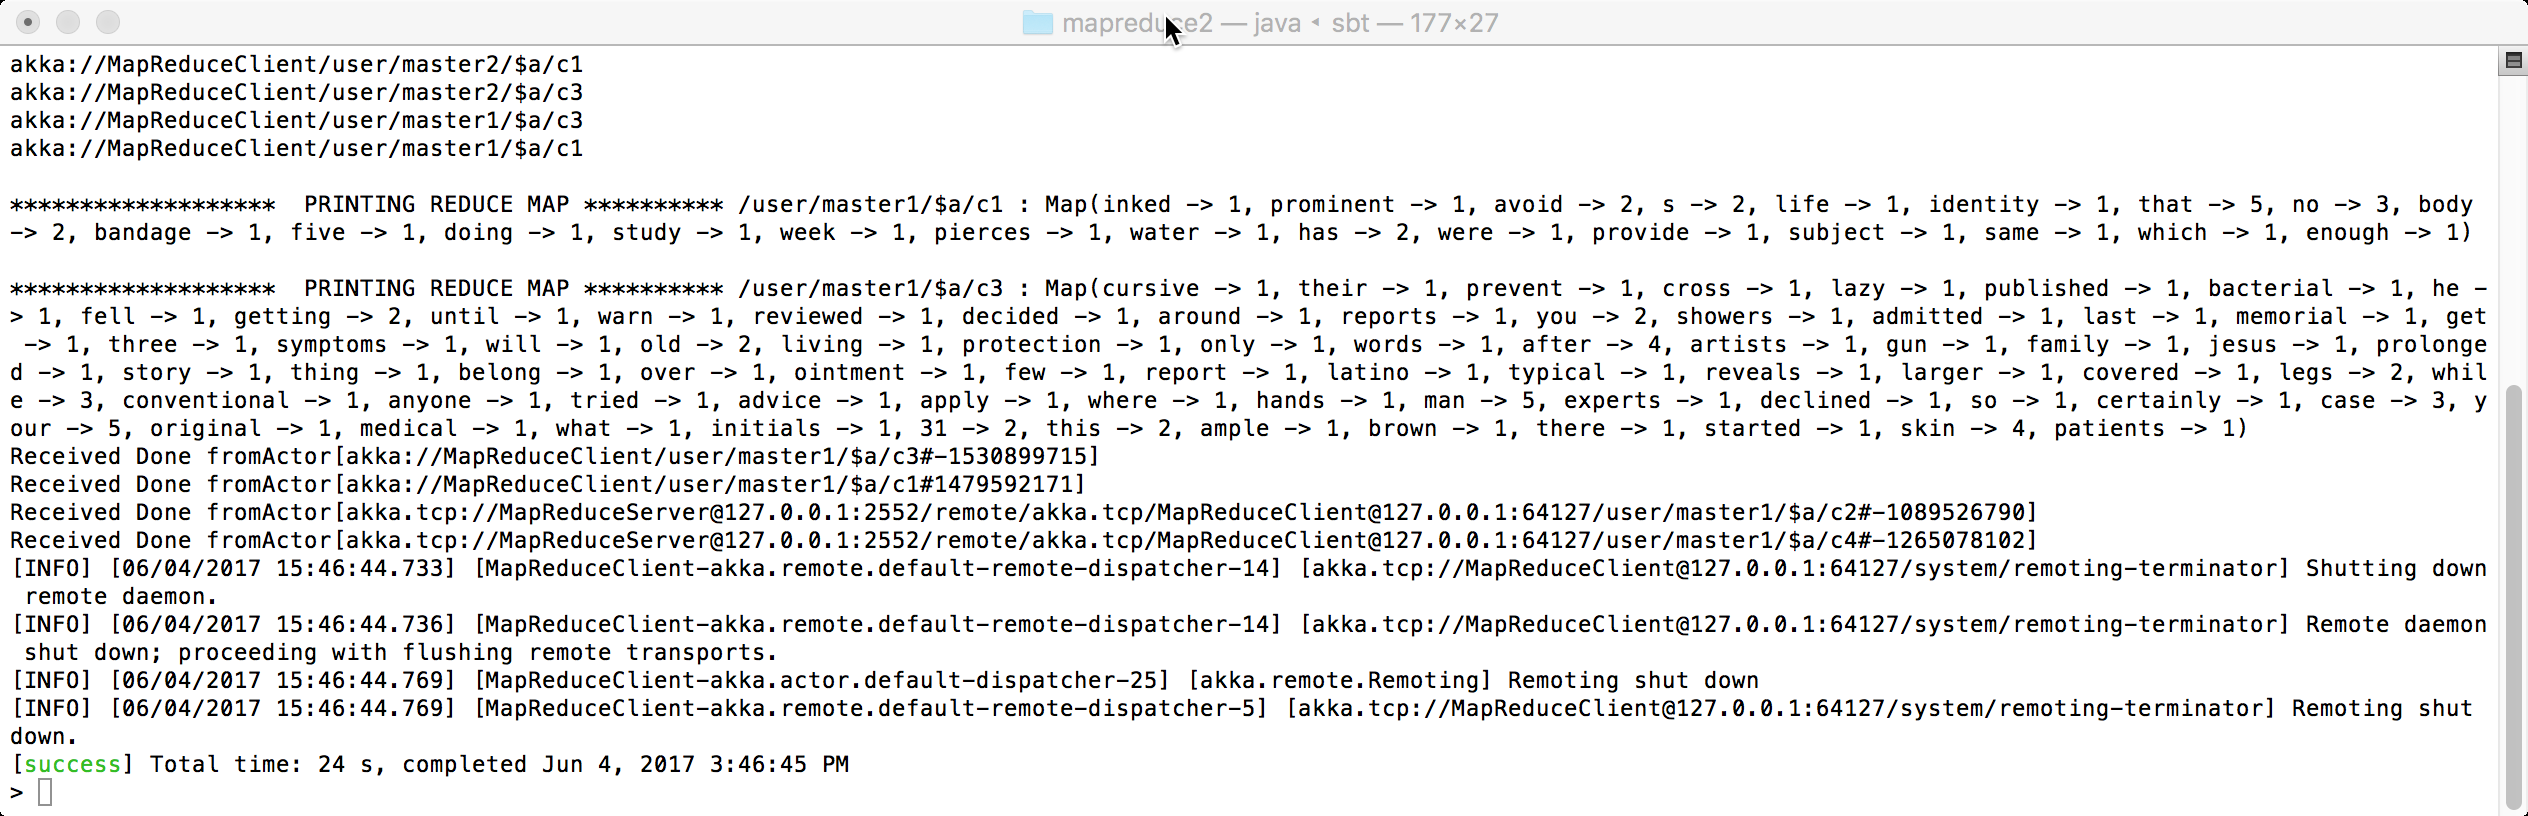 mapreduce2 — java ◂ sbt — 177×27
akka://MapReduceClient/user/master2/$a/c1
akka://MapReduceClient/user/master2/$a/c3
akka://MapReduceClient/user/master1/$a/c3
akka://MapReduceClient/user/master1/$a/c1
*******************  PRINTING REDUCE MAP ********** /user/master1/$a/c1 : Map(inked -> 1, prominent -> 1, avoid -> 2, s -> 2, life -> 1, identity -> 1, that -> 5, no -> 3, body
-> 2, bandage -> 1, five -> 1, doing -> 1, study -> 1, week -> 1, pierces -> 1, water -> 1, has -> 2, were -> 1, provide -> 1, subject -> 1, same -> 1, which -> 1, enough -> 1)
*******************  PRINTING REDUCE MAP ********** /user/master1/$a/c3 : Map(cursive -> 1, their -> 1, prevent -> 1, cross -> 1, lazy -> 1, published -> 1, bacterial -> 1, he -
> 1, fell -> 1, getting -> 2, until -> 1, warn -> 1, reviewed -> 1, decided -> 1, around -> 1, reports -> 1, you -> 2, showers -> 1, admitted -> 1, last -> 1, memorial -> 1, get
 -> 1, three -> 1, symptoms -> 1, will -> 1, old -> 2, living -> 1, protection -> 1, only -> 1, words -> 1, after -> 4, artists -> 1, gun -> 1, family -> 1, jesus -> 1, prolonge
d -> 1, story -> 1, thing -> 1, belong -> 1, over -> 1, ointment -> 1, few -> 1, report -> 1, latino -> 1, typical -> 1, reveals -> 1, larger -> 1, covered -> 1, legs -> 2, whil
e -> 3, conventional -> 1, anyone -> 1, tried -> 1, advice -> 1, apply -> 1, where -> 1, hands -> 1, man -> 5, experts -> 1, declined -> 1, so -> 1, certainly -> 1, case -> 3, y
our -> 5, original -> 1, medical -> 1, what -> 1, initials -> 1, 31 -> 2, this -> 2, ample -> 1, brown -> 1, there -> 1, started -> 1, skin -> 4, patients -> 1)
Received Done fromActor[akka://MapReduceClient/user/master1/$a/c3#-1530899715]
Received Done fromActor[akka://MapReduceClient/user/master1/$a/c1#1479592171]
Received Done fromActor[akka.tcp://MapReduceServer@127.0.0.1:2552/remote/akka.tcp/MapReduceClient@127.0.0.1:64127/user/master1/$a/c2#-1089526790]
Received Done fromActor[akka.tcp://MapReduceServer@127.0.0.1:2552/remote/akka.tcp/MapReduceClient@127.0.0.1:64127/user/master1/$a/c4#-1265078102]
[INFO] [06/04/2017 15:46:44.733] [MapReduceClient-akka.remote.default-remote-dispatcher-14] [akka.tcp://MapReduceClient@127.0.0.1:64127/system/remoting-terminator] Shutting down
 remote daemon.
[INFO] [06/04/2017 15:46:44.736] [MapReduceClient-akka.remote.default-remote-dispatcher-14] [akka.tcp://MapReduceClient@127.0.0.1:64127/system/remoting-terminator] Remote daemon
 shut down; proceeding with flushing remote transports.
[INFO] [06/04/2017 15:46:44.769] [MapReduceClient-akka.actor.default-dispatcher-25] [akka.remote.Remoting] Remoting shut down
[INFO] [06/04/2017 15:46:44.769] [MapReduceClient-akka.remote.default-remote-dispatcher-5] [akka.tcp://MapReduceClient@127.0.0.1:64127/system/remoting-terminator] Remoting shut
down.
[success] Total time: 24 s, completed Jun 4, 2017 3:46:45 PM
>